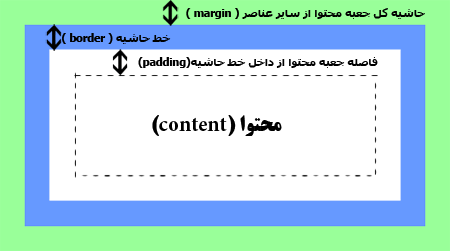 حاشیه کل جعبه محتوا از سایر عناصر ( margin )
خط حاشیه ( border )
فاصله جعبه محتوا از داخل خط حاشیه(padding)
محتوا (content)